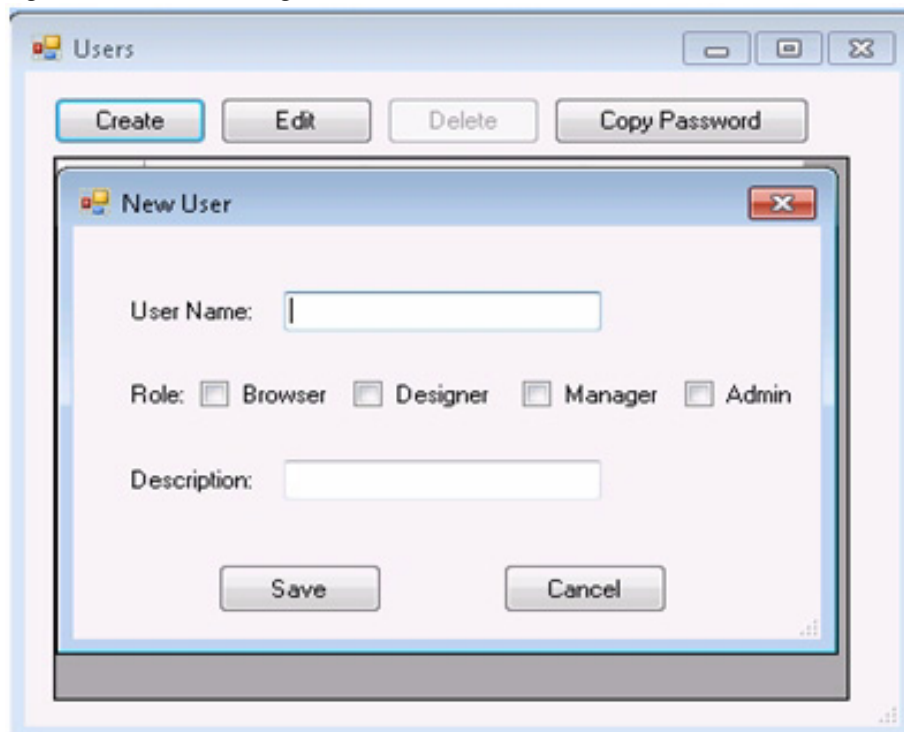 Users
Create Edit Delete Copy Password
New User
User Name:
Role: Browser Designer Manager Admin
Description:
Save Cancel